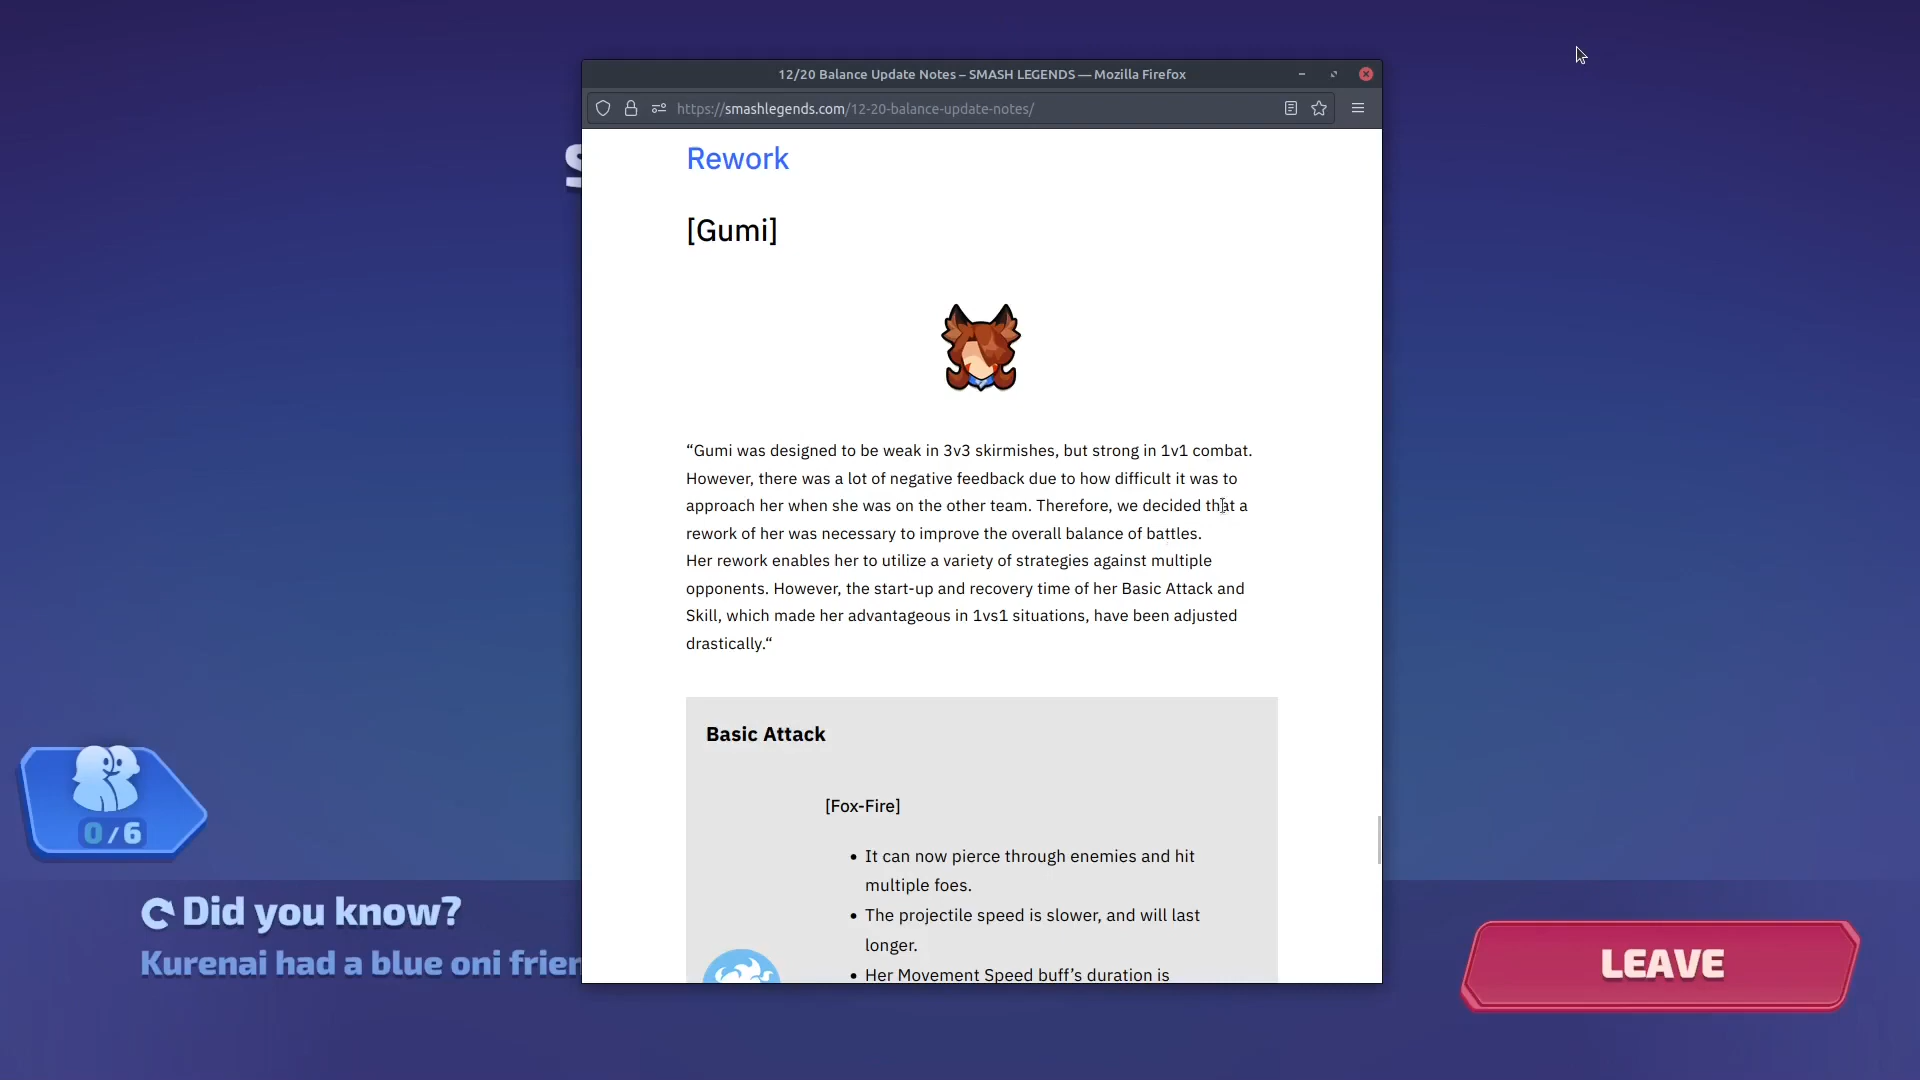 12/20 Balance Update Notes – SMASH LEGENDS — Mozilla Firefox
https://smashlegends.com/12-20-balance-update-notes/
S
Rework
[Gumi]
“Gumi was designed to be weak in 3v3 skirmishes, but strong in 1v1 combat.
However, there was a lot of negative feedback due to how difficult it was to
approach her when she was on the other team. Therefore, we decided that a
rework of her was necessary to improve the overall balance of battles.
Her rework enables her to utilize a variety of strategies against multiple
opponents. However, the start-up and recovery time of her Basic Attack and
Skill, which made her advantageous in 1vs1 situations, have been adjusted
drastically.“
Basic Attack
[Fox-Fire]
• It can now pierce through enemies and hit
multiple foes.
• The projectile speed is slower, and will last
longer.
• Her Movement Speed buff’s duration is
0/6
Did you know?
Kurenai had a blue oni frien
LEAVE